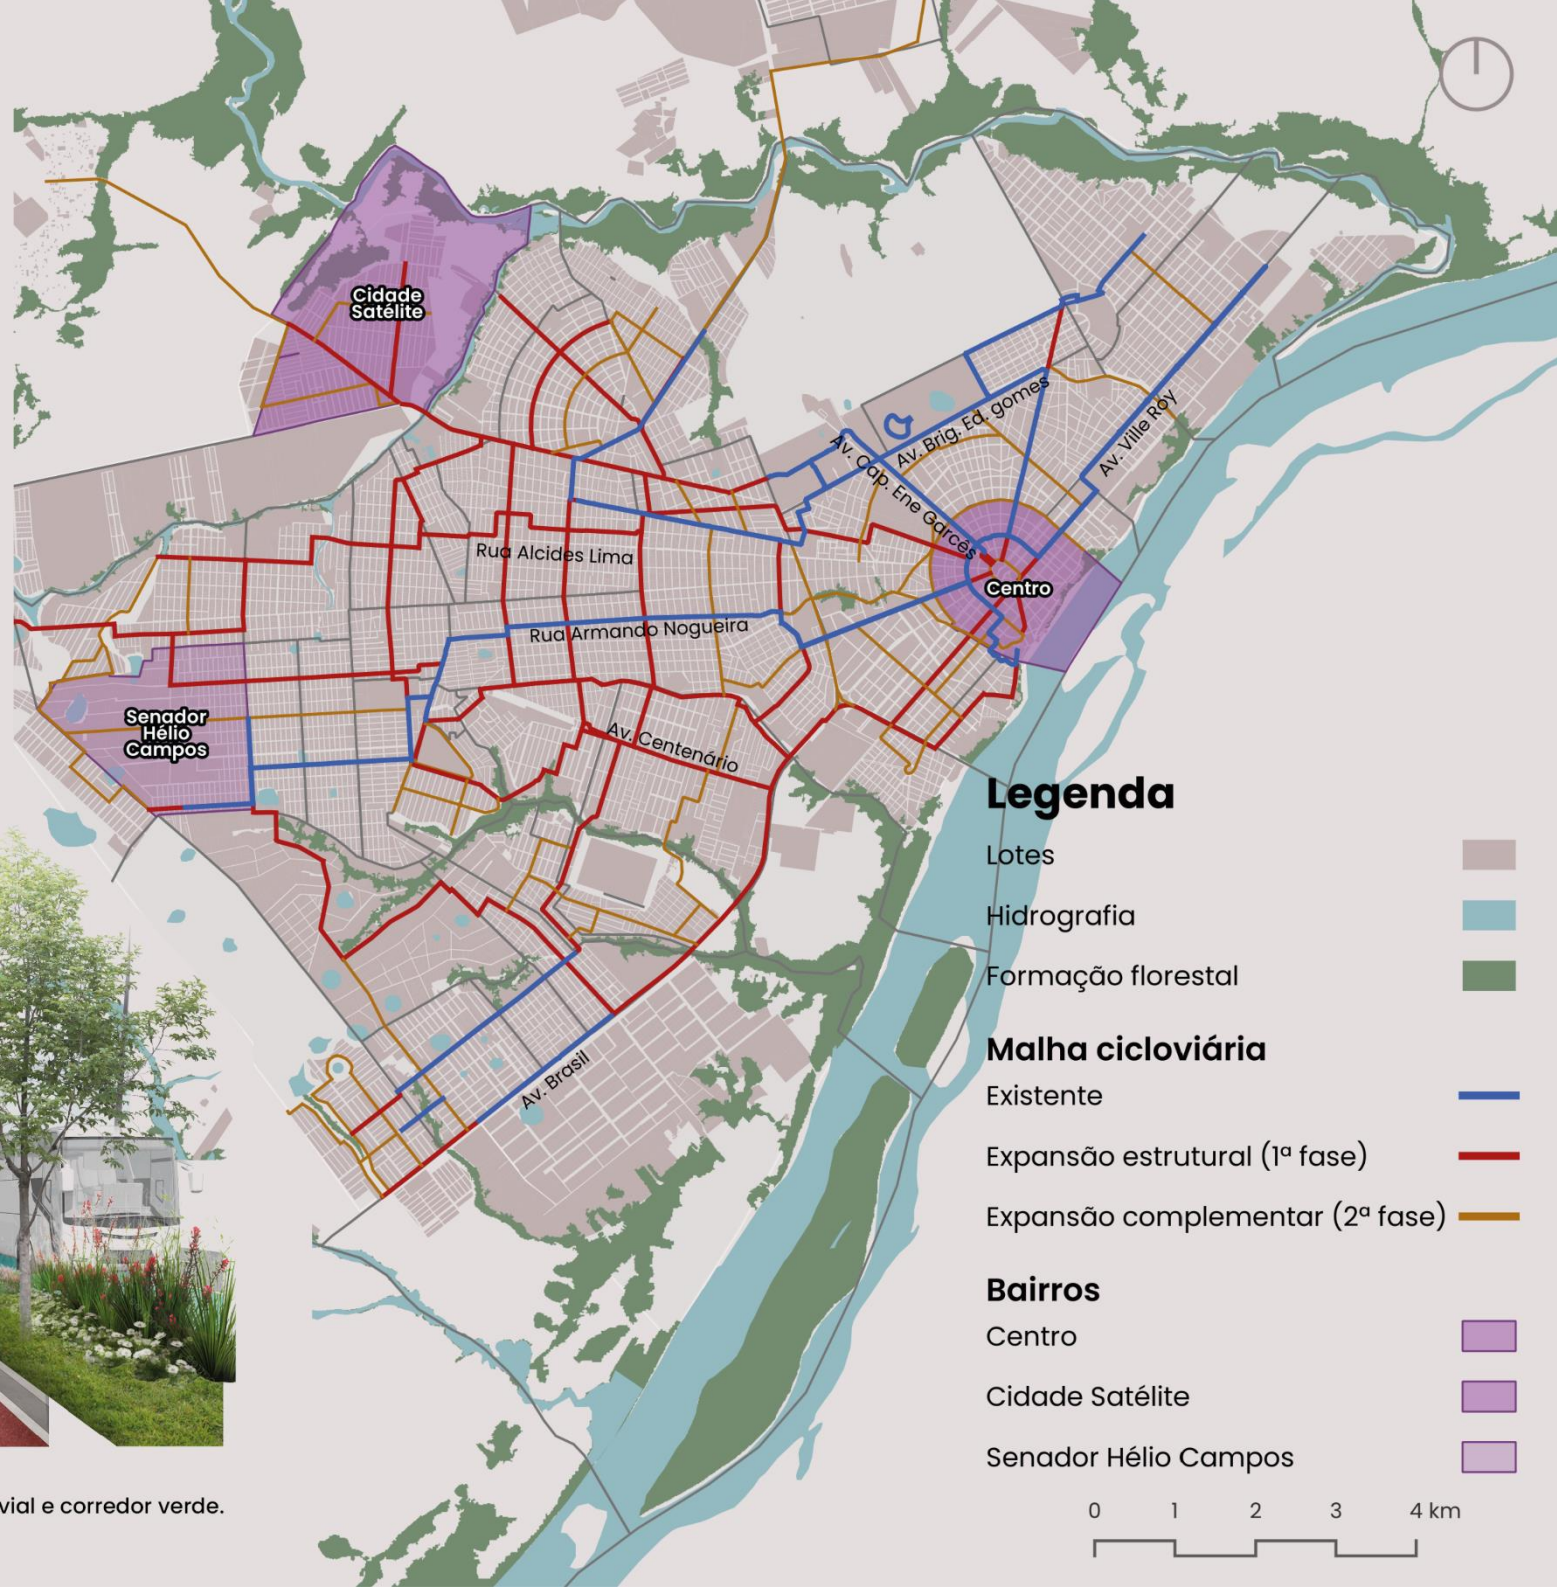 Cidade
Satélite
Av. Brig. Ed. gomes
Av. Ville Roy
Av. Cap. Ene Garcês
Rua Alcides Lima
Centro
Rua Armando Nogueira
Senador
Hélio
Campos
Av. Centenário
Av. Brasil
Legenda
Lotes
Hidrografia
Formação florestal
Malha cicloviária
Existente
Expansão estrutural (1ª fase)
Expansão complementar (2ª fase)
Bairros
Centro
Cidade Satélite
Senador Hélio Campos
0 1 2 3 4 km
vial e corredor verde.